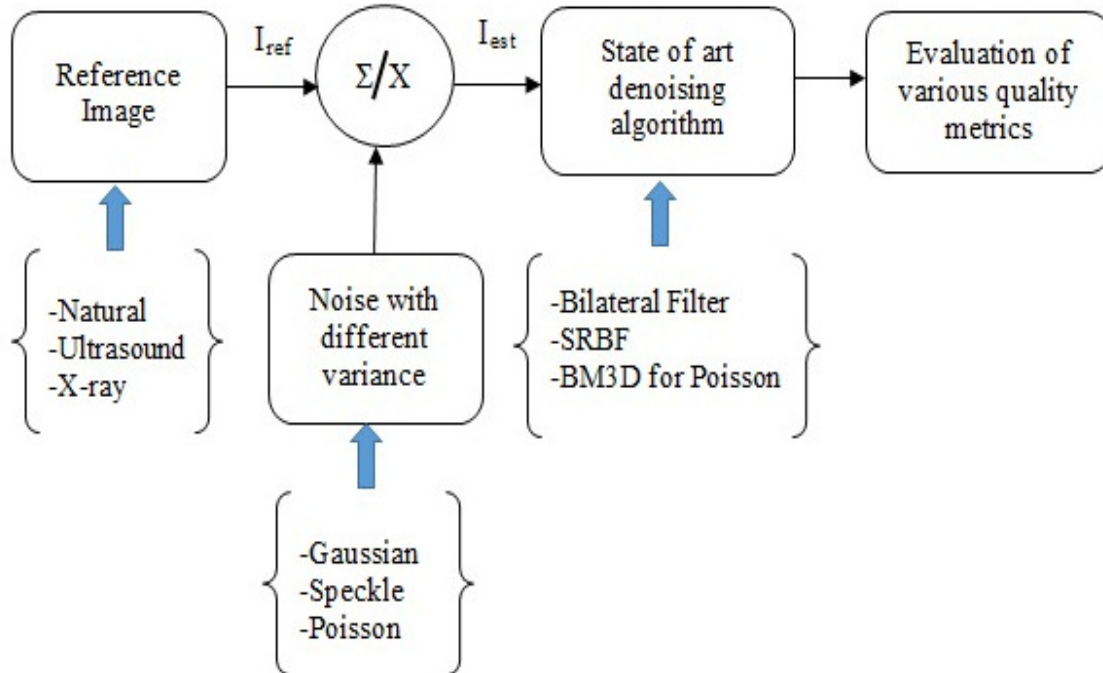 Reference
Image
I_ref
Σ/X
I_est
State of art
denoising
algorithm
Evaluation of
various quality
metrics
-Natural
-Ultrasound
-X-ray
Noise with
different
variance
-Bilateral Filter
-SRBF
-BM3D for Poisson
-Gaussian
-Speckle
-Poisson